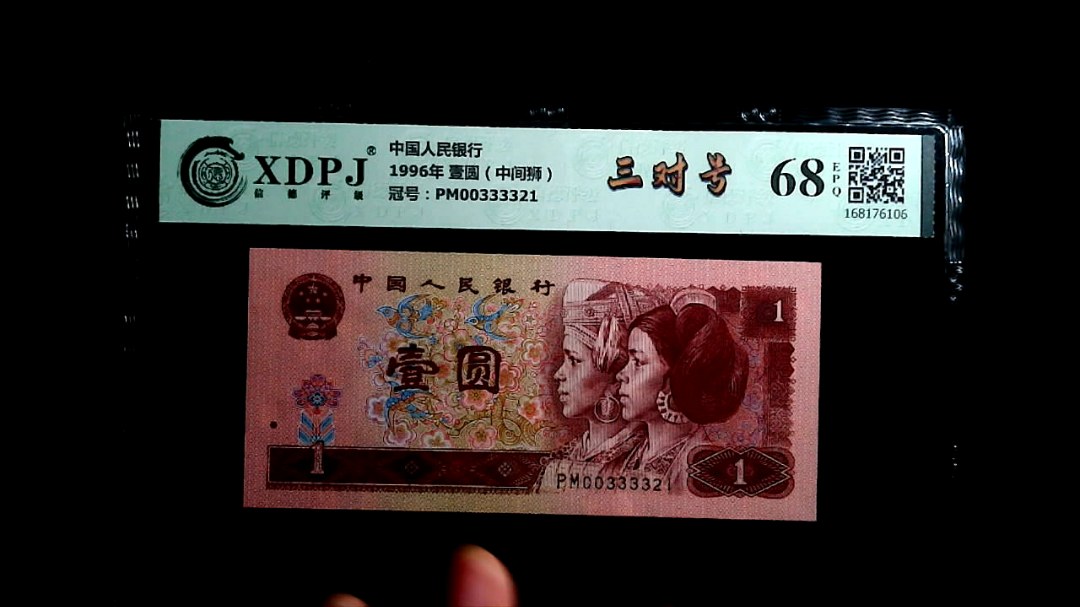 XDPJ®
信德评级
中国人民银行
1996年 壹圆（中间狮）
冠号：PM00333321
三对号
68
EPQ
168176106
中国人民银行
1
壹圆
1
PM00333321
1